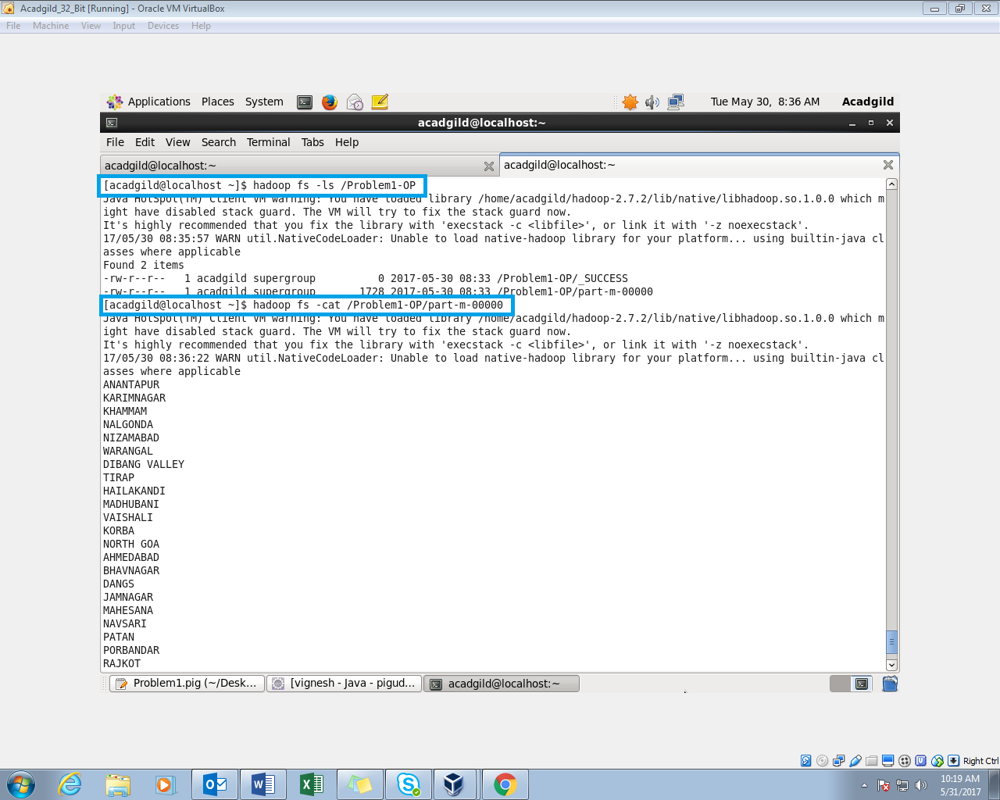 Acadgild_32_Bit [Running] - Oracle VM VirtualBox
File Machine View Input Devices Help
Applications Places System Tue May 30, 8:36 AM Acadgild
acadgild@localhost:~
File Edit View Search Terminal Tabs Help
acadgild@localhost:~ acadgild@localhost:~
[acadgild@localhost ~]$ hadoop fs -ls /Problem1-OP
Java HotSpot(TM) Client VM warning: You have loaded library /home/acadgild/hadoop-2.7.2/lib/native/libhadoop.so.1.0.0 which m
ight have disabled stack guard. The VM will try to fix the stack guard now.
It's highly recommended that you fix the library with 'execstack -c <libfile>', or link it with '-z noexecstack'.
17/05/30 08:35:57 WARN util.NativeCodeLoader: Unable to load native-hadoop library for your platform... using builtin-java cl
asses where applicable
Found 2 items
-rw-r--r--   1 acadgild supergroup          0 2017-05-30 08:33 /Problem1-OP/_SUCCESS
-rw-r--r--   1 acadgild supergroup       1728 2017-05-30 08:33 /Problem1-OP/part-m-00000
[acadgild@localhost ~]$ hadoop fs -cat /Problem1-OP/part-m-00000
Java HotSpot(TM) Client VM warning: You have loaded library /home/acadgild/hadoop-2.7.2/lib/native/libhadoop.so.1.0.0 which m
ight have disabled stack guard. The VM will try to fix the stack guard now.
It's highly recommended that you fix the library with 'execstack -c <libfile>', or link it with '-z noexecstack'.
17/05/30 08:36:22 WARN util.NativeCodeLoader: Unable to load native-hadoop library for your platform... using builtin-java cl
asses where applicable
ANANTAPUR
KARIMNAGAR
KHAMMAM
NALGONDA
NIZAMABAD
WARANGAL
DIBANG VALLEY
TIRAP
HAILAKANDI
MADHUBANI
VAISHALI
KORBA
NORTH GOA
AHMEDABAD
BHAVNAGAR
DANGS
JAMNAGAR
MAHESANA
NAVSARI
PATAN
PORBANDAR
RAJKOT
Problem1.pig (~/Desk... [vignesh - Java - pigud... acadgild@localhost:~
Right Ctrl
10:19 AM
5/31/2017